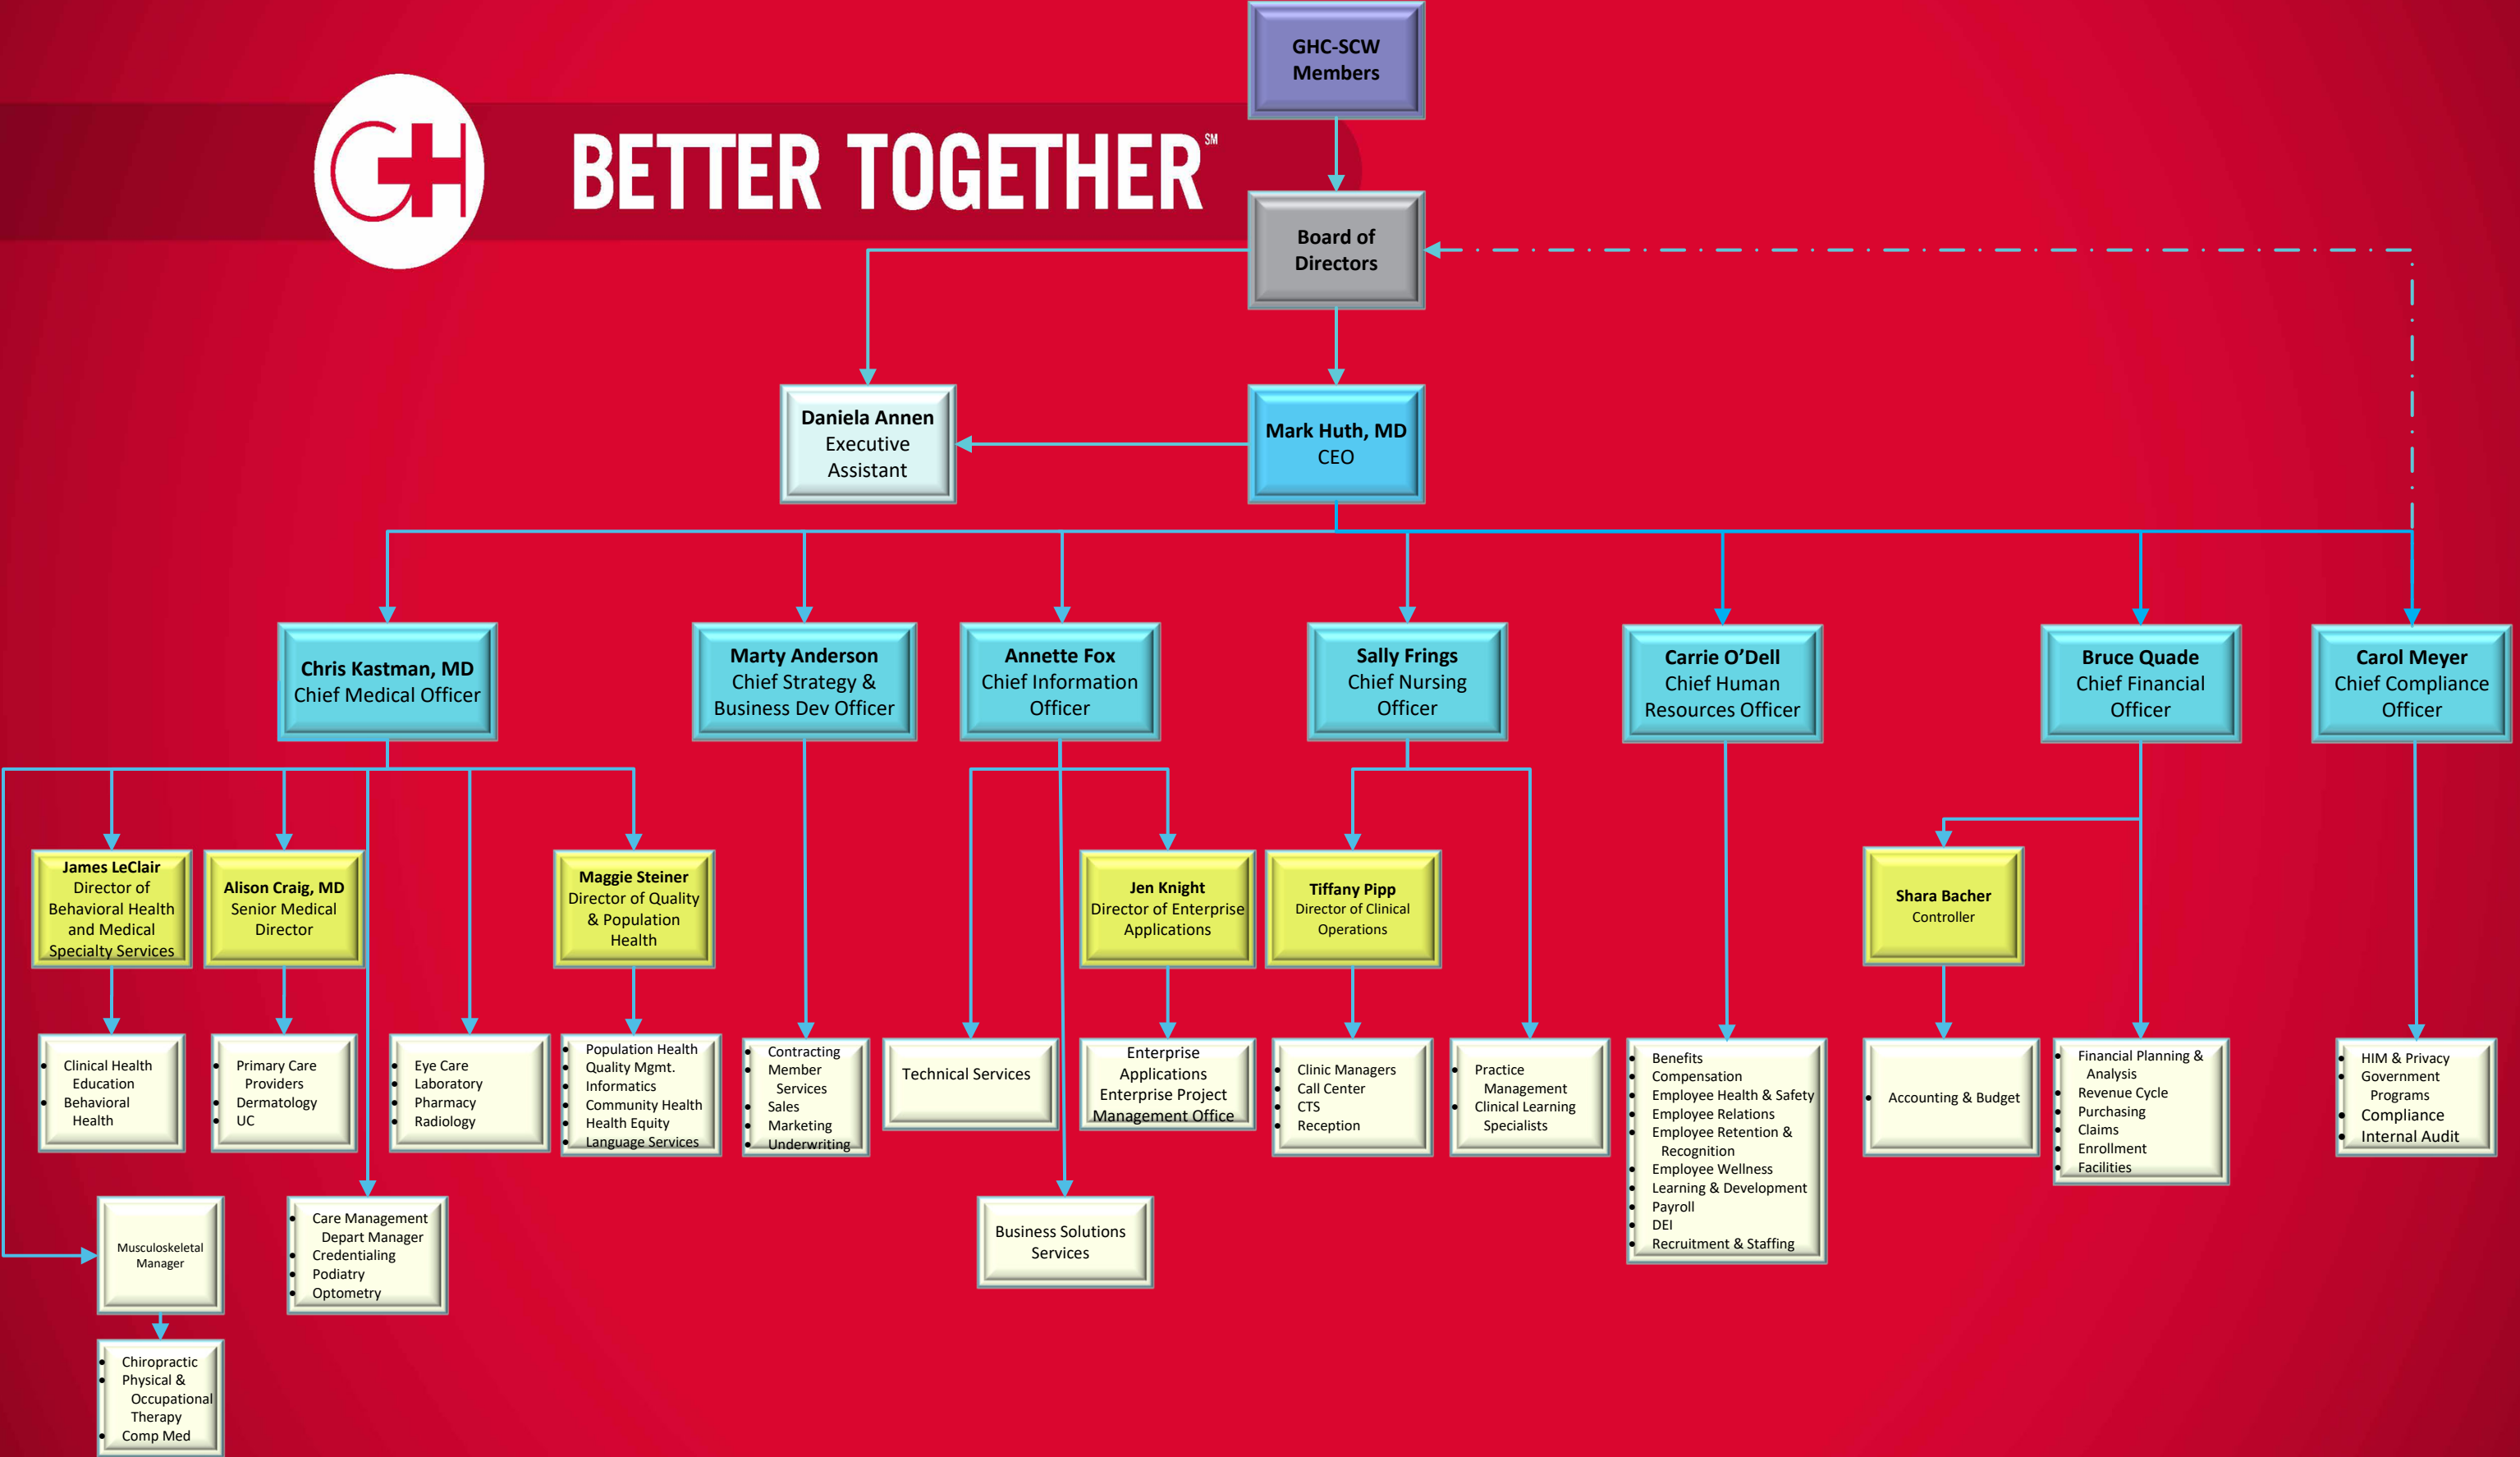 GHC-SCW
Members
GH
BETTER TOGETHER℠
Board of
Directors
Daniela Annen
Executive
Assistant
Mark Huth, MD
CEO
Chris Kastman, MD
Chief Medical Officer
Marty Anderson
Chief Strategy &
Business Dev Officer
Annette Fox
Chief Information
Officer
Sally Frings
Chief Nursing
Officer
Carrie O’Dell
Chief Human
Resources Officer
Bruce Quade
Chief Financial
Officer
Carol Meyer
Chief Compliance
Officer
James LeClair
Director of
Behavioral Health
and Medical
Specialty Services
Alison Craig, MD
Senior Medical
Director
Maggie Steiner
Director of Quality
& Population
Health
Jen Knight
Director of Enterprise
Applications
Tiffany Pipp
Director of Clinical
Operations
Shara Bacher
Controller
• Clinical Health
Education
• Behavioral
Health
• Primary Care
Providers
• Dermatology
• UC
• Eye Care
• Laboratory
• Pharmacy
• Radiology
• Population Health
• Quality Mgmt.
• Informatics
• Community Health
• Health Equity
• Language Services
• Contracting
• Member
Services
• Sales
• Marketing
• Underwriting
Technical Services
Enterprise
Applications
Enterprise Project
Management Office
• Clinic Managers
• Call Center
• CTS
• Reception
• Practice
Management
• Clinical Learning
Specialists
• Benefits
• Compensation
• Employee Health & Safety
• Employee Relations
• Employee Retention &
Recognition
• Employee Wellness
• Learning & Development
• Payroll
• DEI
• Recruitment & Staffing
• Accounting & Budget
• Financial Planning &
Analysis
• Revenue Cycle
• Purchasing
• Claims
• Enrollment
• Facilities
• HIM & Privacy
• Government
Programs
• Compliance
• Internal Audit
Musculoskeletal
Manager
• Care Management
Depart Manager
• Credentialing
• Podiatry
• Optometry
Business Solutions
Services
• Chiropractic
• Physical &
Occupational
Therapy
• Comp Med